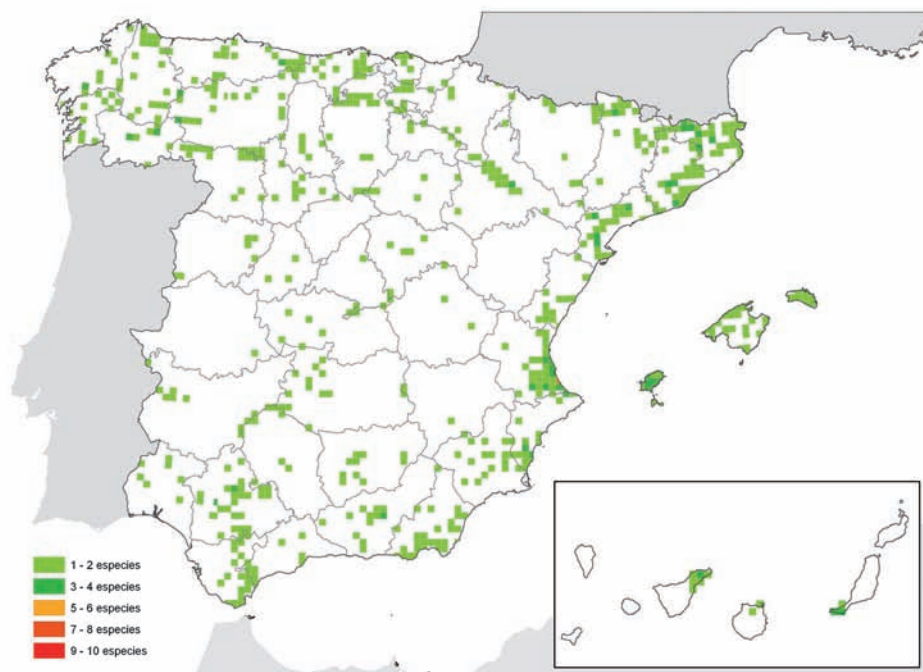 1 - 2 especies
3 - 4 especies
5 - 6 especies
7 - 8 especies
9 - 10 especies